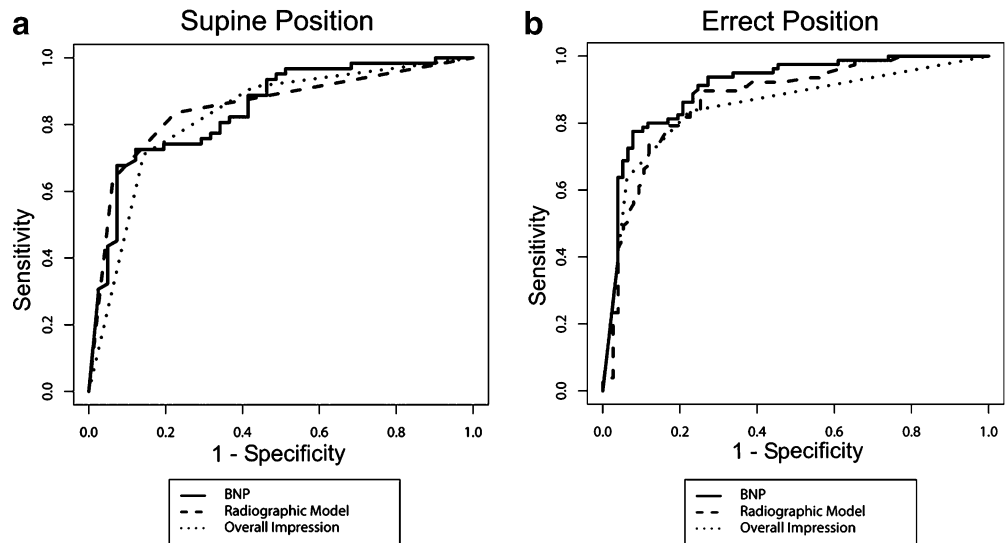 a
Supine Position
1.0
0.8
0.6
0.4
0.2
0.0
Sensitivity
0.0 0.2 0.4 0.6 0.8 1.0
1 - Specificity
BNP
Radiographic Model
Overall Impression
b
Errect Position
1.0
0.8
0.6
0.4
0.2
0.0
Sensitivity
0.0 0.2 0.4 0.6 0.8 1.0
1 - Specificity
BNP
Radiographic Model
Overall Impression